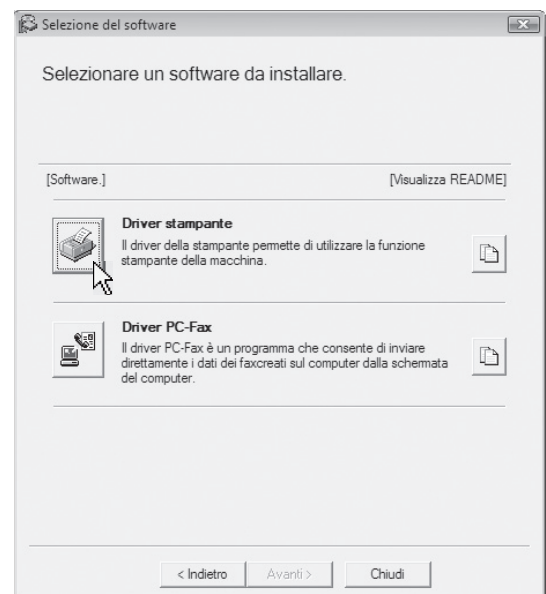 Selezione del software
Selezionare un software da installare.
[Software.] [Visualizza README]
Driver stampante
Il driver della stampante permette di utilizzare la funzione
stampante della macchina.
Driver PC-Fax
Il driver PC-Fax è un programma che consente di inviare
direttamente i dati dei faxcreati sul computer dalla schermata
del computer.
< Indietro Avanti > Chiudi